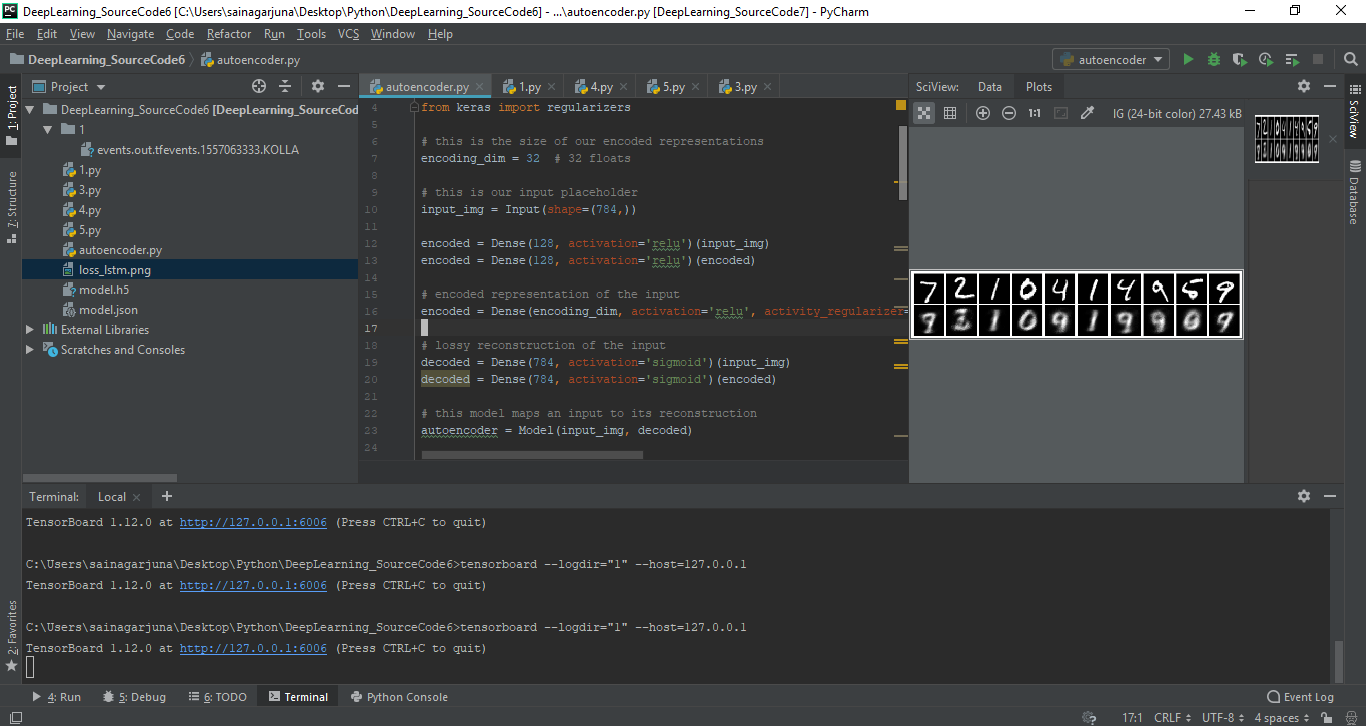 DeepLearning_SourceCode6 [C:\Users\sainagarjuna\Desktop\Python\DeepLearning_SourceCode6] - ...\autoencoder.py [DeepLearning_SourceCode7] - PyCharm
File Edit View Navigate Code Refactor Run Tools VCS Window Help
DeepLearning_SourceCode6 autoencoder.py
autoencoder
Project
autoencoder.py 1.py 4.py 5.py 3.py
SciView: Data Plots
1: Project
7: Structure
2: Favorites
DeepLearning_SourceCode6 [DeepLearning_SourceCod
1
events.out.tfevents.1557063333.KOLLA
1.py
3.py
4.py
5.py
autoencoder.py
loss_lstm.png
model.h5
model.json
External Libraries
Scratches and Consoles
4 from keras import regularizers
5
6 # this is the size of our encoded representations
7 encoding_dim = 32  # 32 floats
8
9 # this is our input placeholder
10 input_img = Input(shape=(784,))
11
12 encoded = Dense(128, activation='relu')(input_img)
13 encoded = Dense(128, activation='relu')(encoded)
14
15 # encoded representation of the input
16 encoded = Dense(encoding_dim, activation='relu', activity_regularizer=
17
18 # lossy reconstruction of the input
19 decoded = Dense(784, activation='sigmoid')(input_img)
20 decoded = Dense(784, activation='sigmoid')(encoded)
21
22 # this model maps an input to its reconstruction
23 autoencoder = Model(input_img, decoded)
24
1:1 IG (24-bit color) 27.43 kB
7 2 1 0 4 1 4 9 5 9
SciView
Database
Terminal: Local +
TensorBoard 1.12.0 at http://127.0.0.1:6006 (Press CTRL+C to quit)
C:\Users\sainagarjuna\Desktop\Python\DeepLearning_SourceCode6>tensorboard --logdir="1" --host=127.0.0.1
TensorBoard 1.12.0 at http://127.0.0.1:6006 (Press CTRL+C to quit)
C:\Users\sainagarjuna\Desktop\Python\DeepLearning_SourceCode6>tensorboard --logdir="1" --host=127.0.0.1
TensorBoard 1.12.0 at http://127.0.0.1:6006 (Press CTRL+C to quit)
4: Run 5: Debug 6: TODO Terminal Python Console Event Log
17:1 CRLF UTF-8 4 spaces